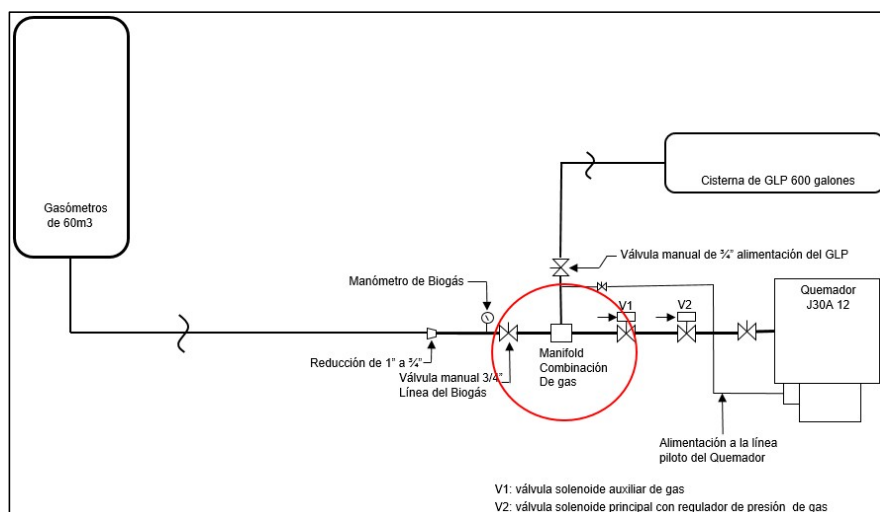 Gasómetros
de 60m3
Cisterna de GLP 600 galones
Válvula manual de ¾” alimentación del GLP
Manómetro de Biogás
V1
V2
Quemador
J30A 12
Reducción de 1” a ¾”
Manifold
Combinación
De gas
Válvula manual 3/4”
Línea del Biogás
Alimentación a la línea
piloto del Quemador
V1: válvula solenoide auxiliar de gas
V2: válvula solenoide principal con regulador de presión de gas